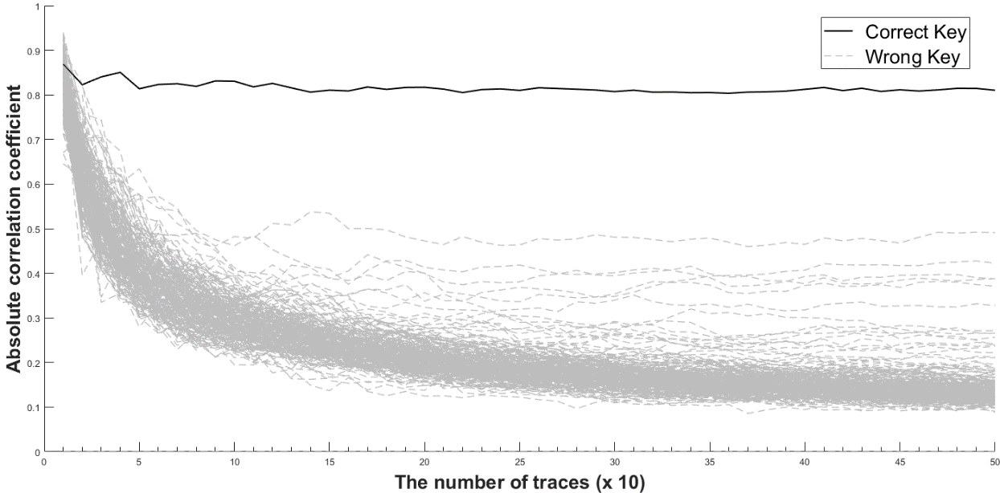 1
0.9
0.8
0.7
0.6
0.5
0.4
0.3
0.2
0.1
0
Absolute correlation coefficient
Correct Key
Wrong Key
0 5 10 15 20 25 30 35 40 45 50
The number of traces (x 10)